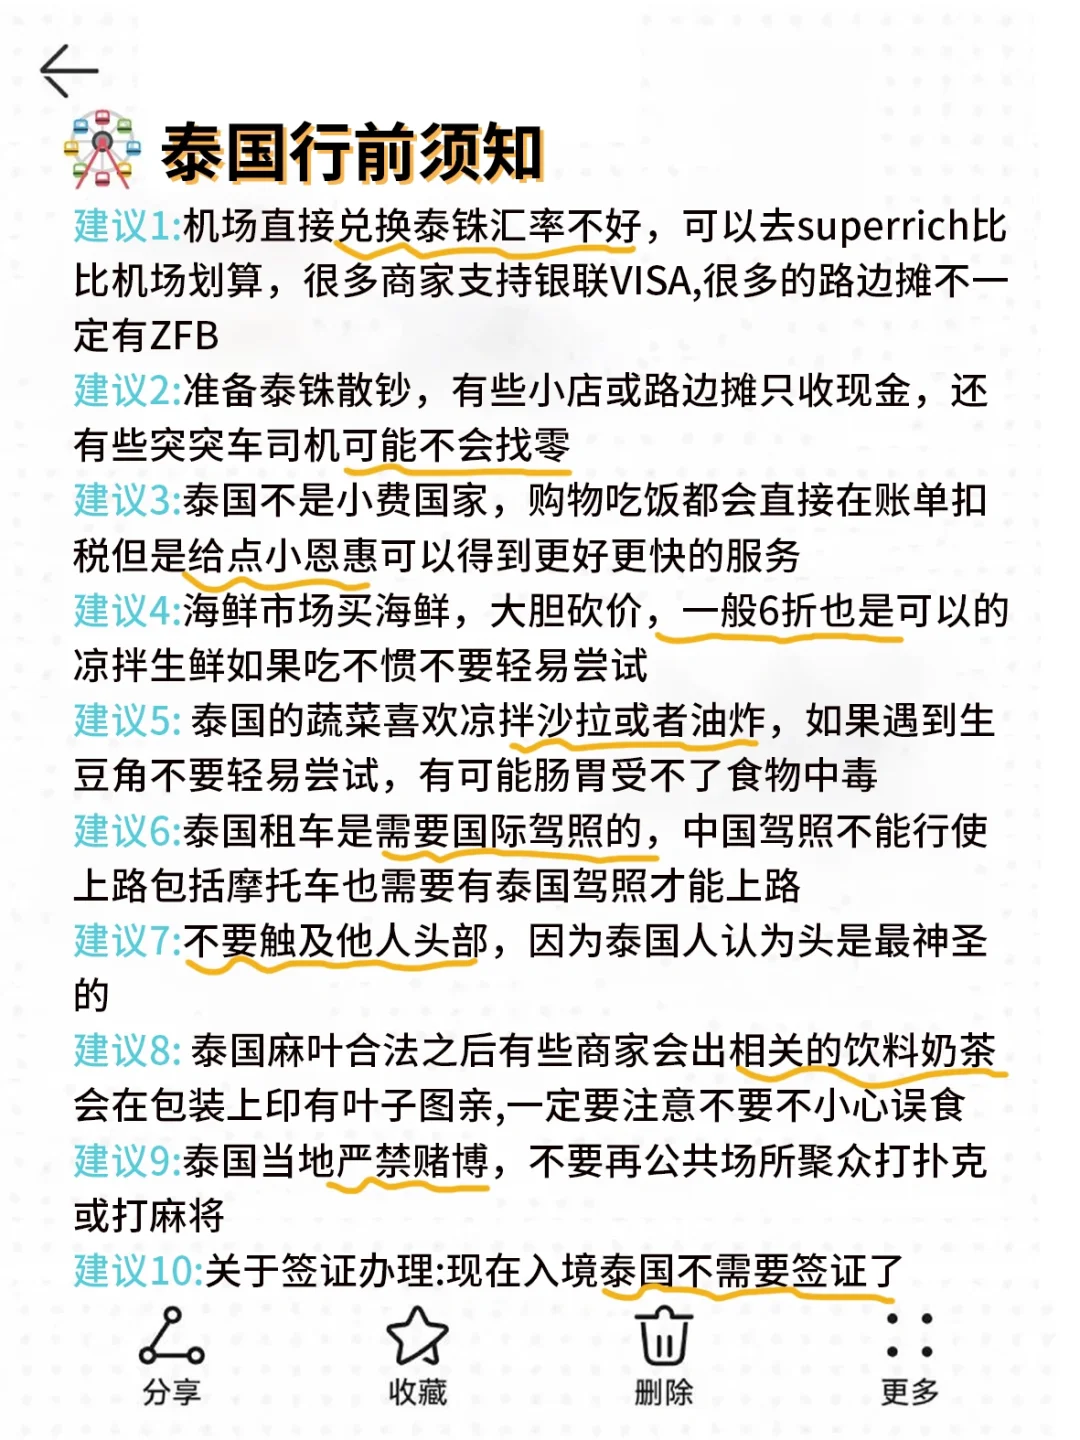 泰国行前须知
建议1:机场直接兑换泰铢汇率不好，可以去superrich比
比机场划算，很多商家支持银联VISA,很多的路边摊不一
定有ZFB
建议2:准备泰铢散钞，有些小店或路边摊只收现金，还
有些突突车司机可能不会找零
建议3:泰国不是小费国家，购物吃饭都会直接在账单扣
税但是给点小恩惠可以得到更好更快的服务
建议4:海鲜市场买海鲜，大胆砍价，一般6折也是可以的
凉拌生鲜如果吃不惯不要轻易尝试
建议5: 泰国的蔬菜喜欢凉拌沙拉或者油炸，如果遇到生
豆角不要轻易尝试，有可能肠胃受不了食物中毒
建议6:泰国租车是需要国际驾照的，中国驾照不能行使
上路包括摩托车也需要有泰国驾照才能上路
建议7:不要触及他人头部，因为泰国人认为头是最神圣
的
建议8: 泰国麻叶合法之后有些商家会出相关的饮料奶茶
会在包装上印有叶子图亲,一定要注意不要不小心误食
建议9:泰国当地严禁赌博，不要再公共场所聚众打扑克
或打麻将
建议10:关于签证办理:现在入境泰国不需要签证了
分享 收藏 删除 更多